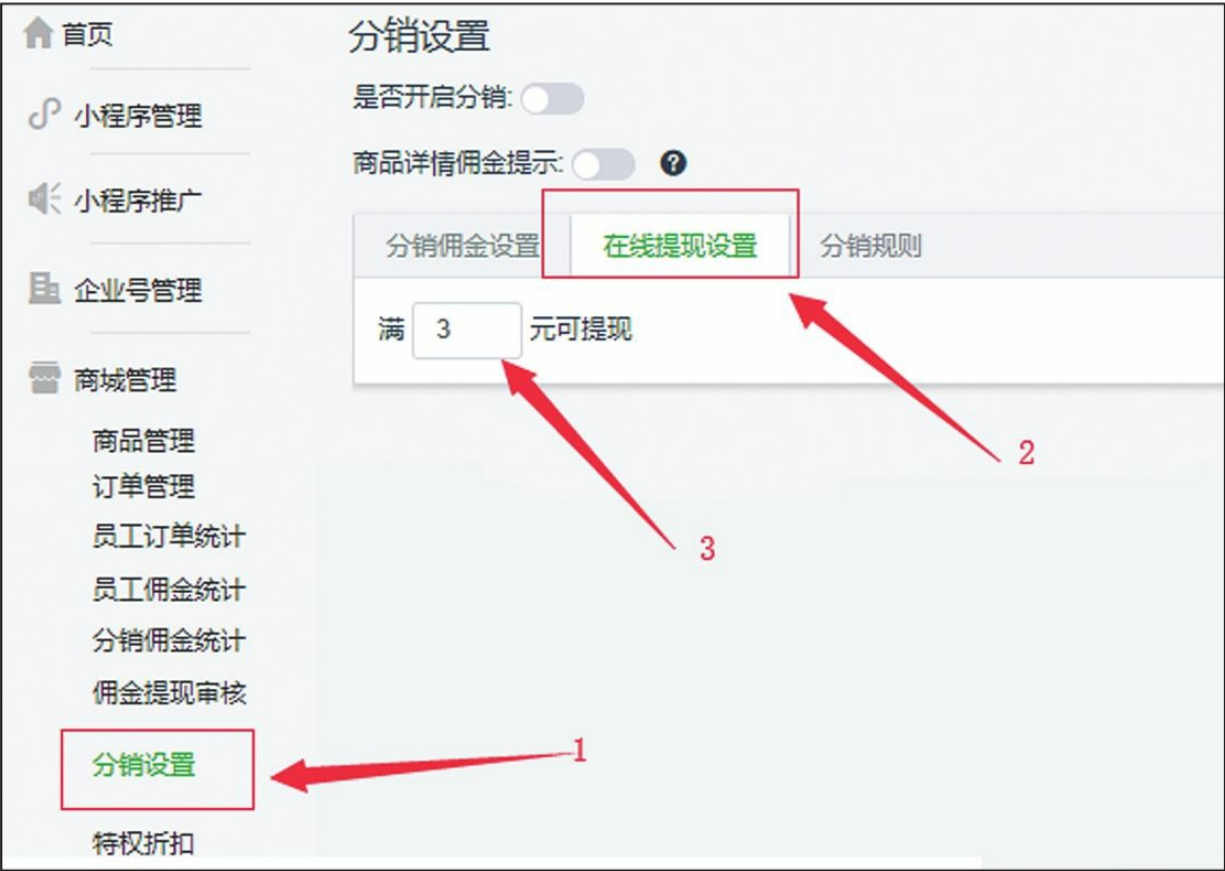 首页
小程序管理
小程序推广
企业号管理
商城管理
商品管理
订单管理
员工订单统计
员工佣金统计
分销佣金统计
佣金提现审核
分销设置
特权折扣
分销设置
是否开启分销:
商品详情佣金提示: ?
分销佣金设置 在线提现设置 分销规则
满 3 元可提现
2
3
1